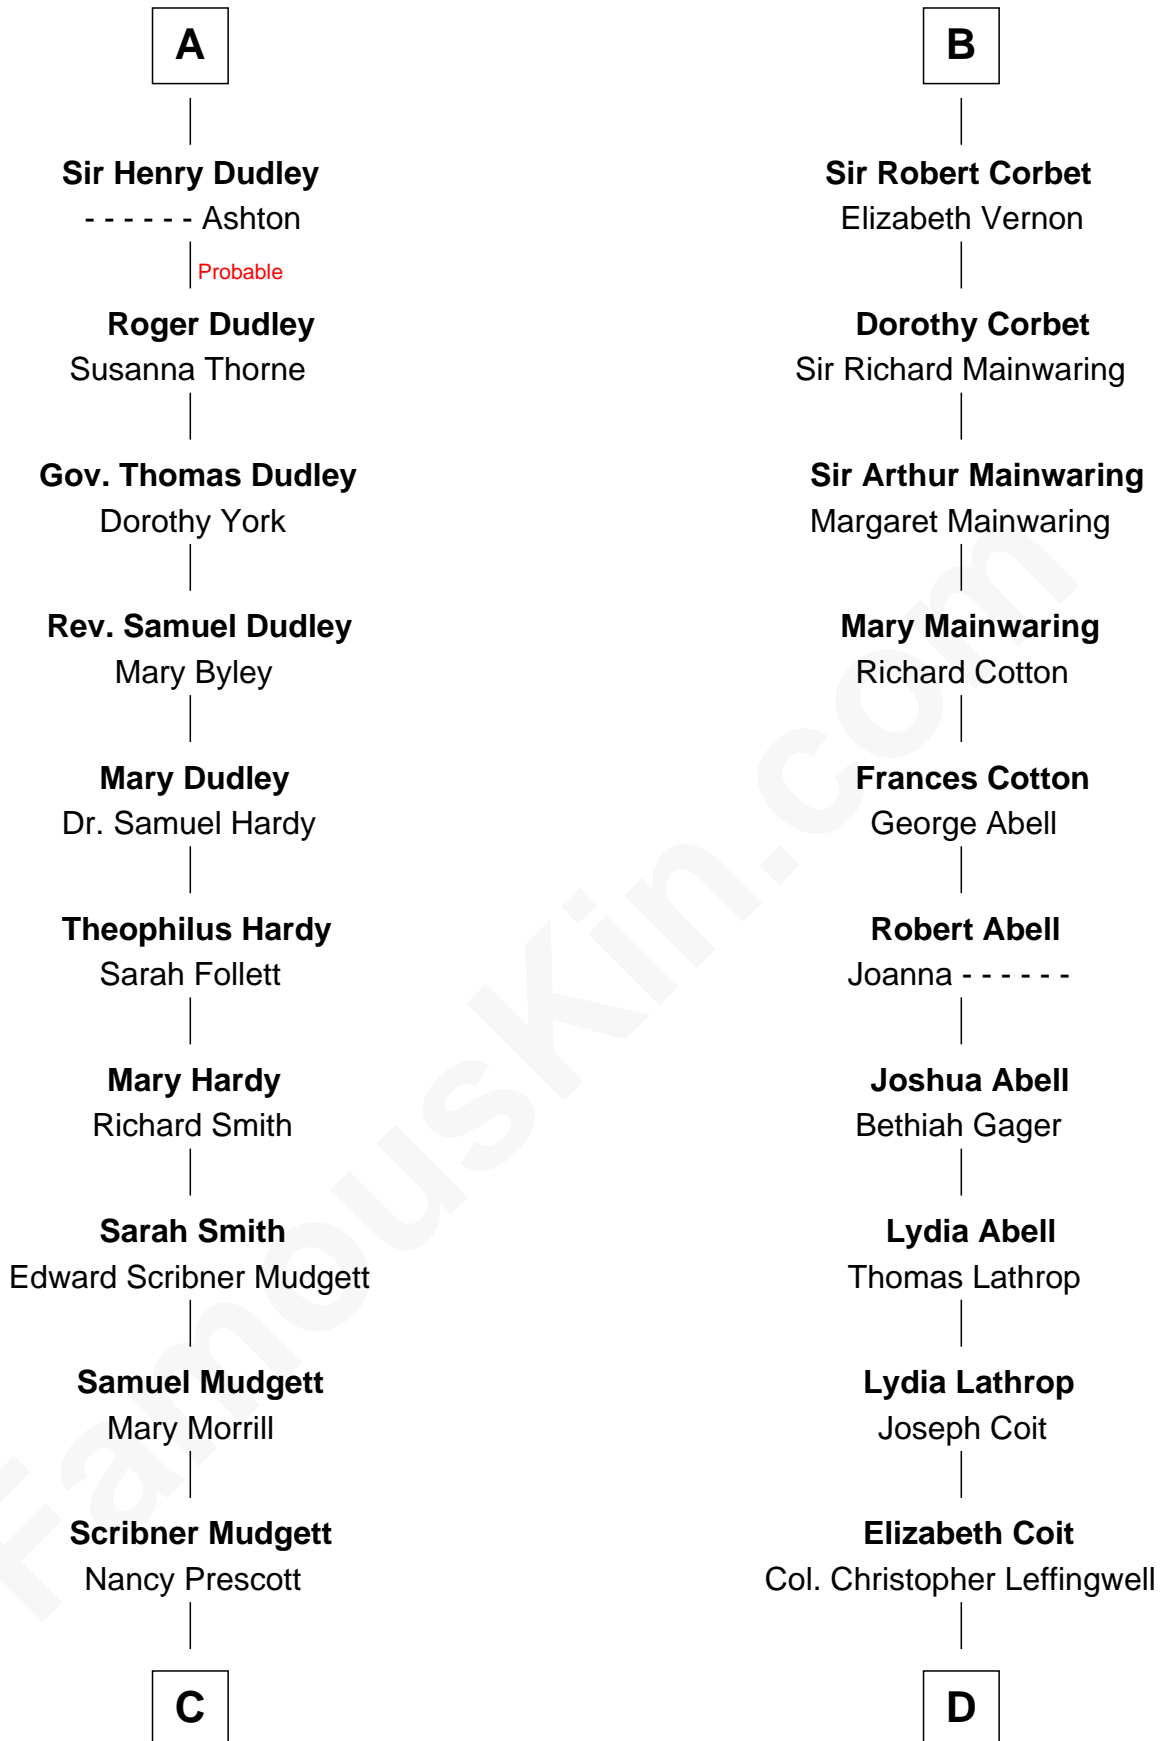 A
Sir Henry Dudley
- - - - - - Ashton
Probable
Roger Dudley
Susanna Thorne
Gov. Thomas Dudley
Dorothy York
Rev. Samuel Dudley
Mary Byley
Mary Dudley
Dr. Samuel Hardy
Theophilus Hardy
Sarah Follett
Mary Hardy
Richard Smith
Sarah Smith
Edward Scribner Mudgett
Samuel Mudgett
Mary Morrill
Scribner Mudgett
Nancy Prescott
C
B
Sir Robert Corbet
Elizabeth Vernon
Dorothy Corbet
Sir Richard Mainwaring
Sir Arthur Mainwaring
Margaret Mainwaring
Mary Mainwaring
Richard Cotton
Frances Cotton
George Abell
Robert Abell
Joanna - - - - - -
Joshua Abell
Bethiah Gager
Lydia Abell
Thomas Lathrop
Lydia Lathrop
Joseph Coit
Elizabeth Coit
Col. Christopher Leffingwell
D
FamousKin.com